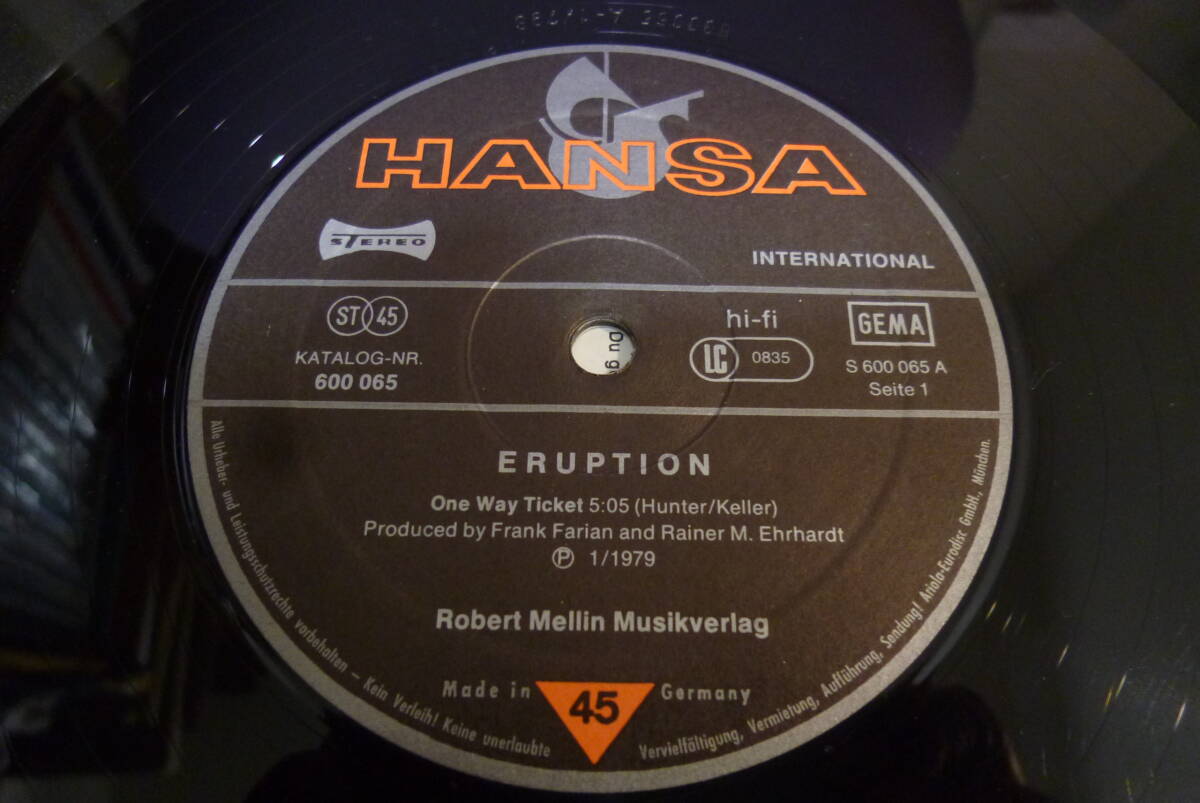 HANSA
STEREO
INTERNATIONAL
ST 45
KATALOG-NR.
600 065
hi-fi
LC 0835
GEMA
S 600 065 A
Seite 1
Du g
ERUPTION
One Way Ticket 5:05 (Hunter/Keller)
Produced by Frank Farian and Rainer M. Ehrhardt
Ⓟ 1/1979
Robert Mellin Musikverlag
Made in 45 Germany
Alle Urheber- und Leistungsschutzrechte vorbehalten – Kein Verleih! Keine unerlaubte Vervielfältigung, Vermietung, Aufführung, Sendung! Ariola-Eurodisc GmbH, München.